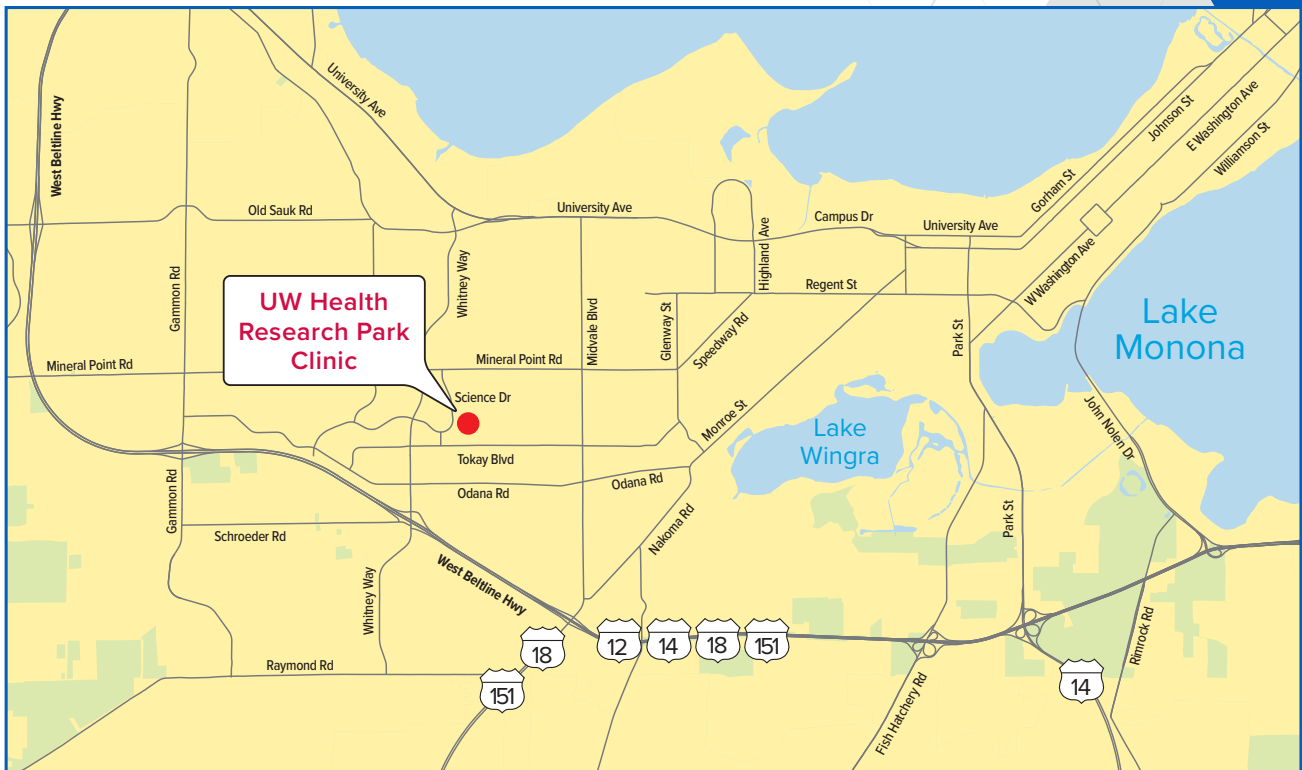 University Ave
West Beltline Hwy
Johnson St
E Washington Ave
Williamson St
Gorham St
Old Sauk Rd
University Ave
Campus Dr
University Ave
Highland Ave
Whitney Way
Gammon Rd
W Washington Ave
Regent St
UW Health
Research Park
Clinic
Midvale Blvd
Glenway St
Speedway Rd
Park St
Lake
Monona
Mineral Point Rd
Mineral Point Rd
Science Dr
Monroe St
John Nolen Dr
Lake
Wingra
Tokay Blvd
Odana Rd
Odana Rd
Gammon Rd
Nakoma Rd
Park St
Schroeder Rd
West Beltline Hwy
Whitney Way
18
12
14
18
151
Rimrock Rd
Raymond Rd
151
14
Fish Hatchery Rd